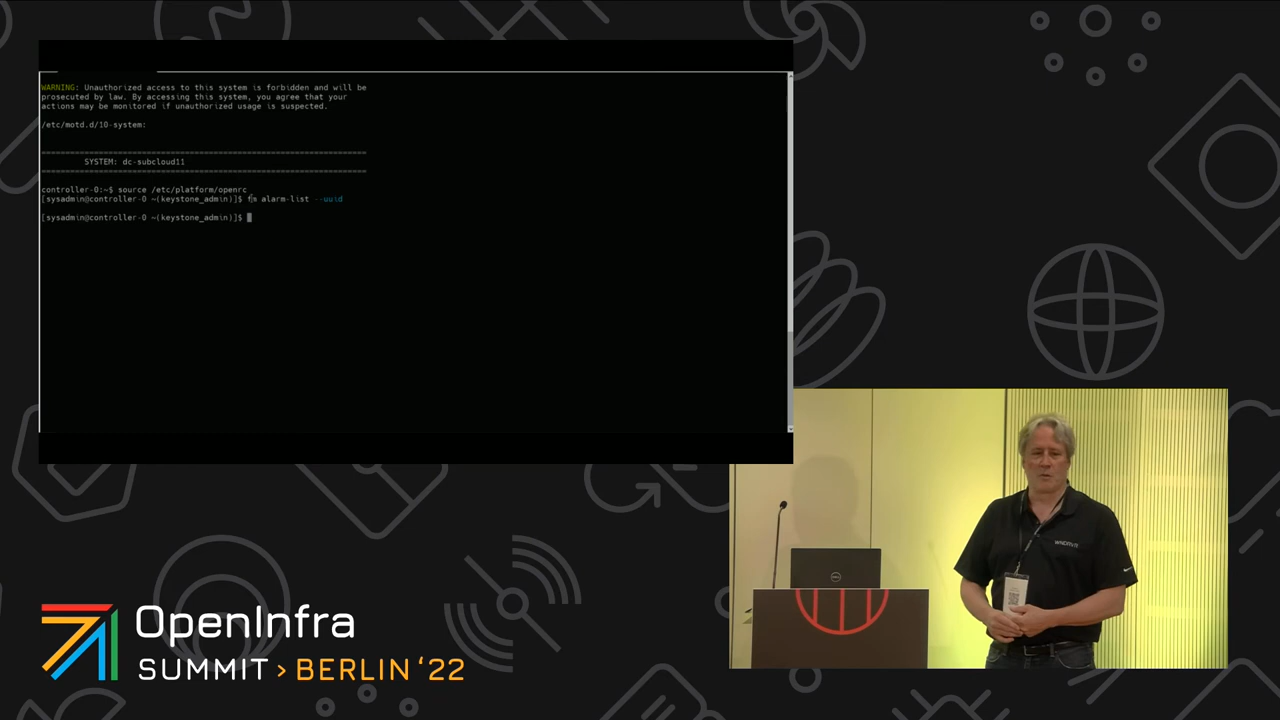 WARNING: Unauthorized access to this system is forbidden and will be
prosecuted by law. By accessing this system, you agree that your
actions may be monitored if unauthorized usage is suspected.
/etc/motd.d/10-system:
SYSTEM: dc-subcloud11
controller-0:~$ source /etc/platform/openrc
[sysadmin@controller-0 ~(keystone_admin)]$ fm alarm-list --uuid
[sysadmin@controller-0 ~(keystone_admin)]$
WNDRVR
DELL
OpenInfra
SUMMIT > BERLIN '22